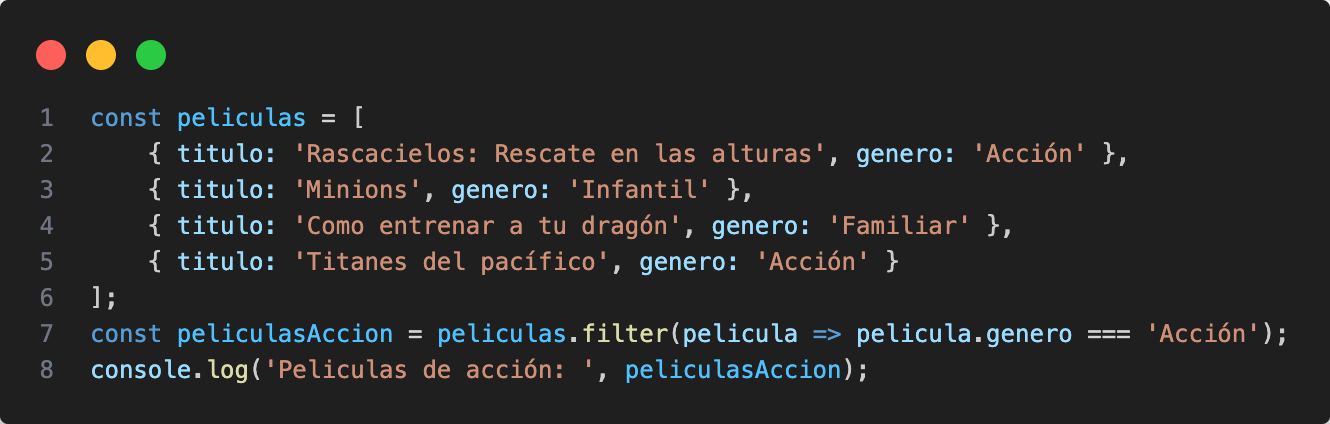 1 const peliculas = [
2     { titulo: 'Rascacielos: Rescate en las alturas', genero: 'Acción' },
3     { titulo: 'Minions', genero: 'Infantil' },
4     { titulo: 'Como entrenar a tu dragón', genero: 'Familiar' },
5     { titulo: 'Titanes del pacífico', genero: 'Acción' }
6 ];
7 const peliculasAccion = peliculas.filter(pelicula => pelicula.genero === 'Acción');
8 console.log('Peliculas de acción: ', peliculasAccion);